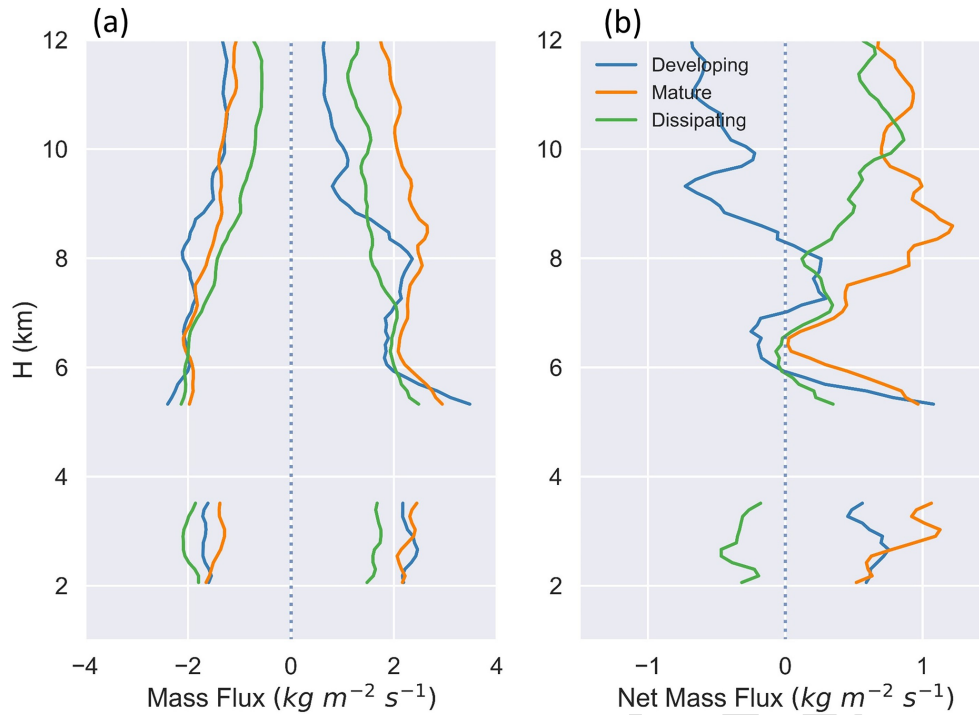 (a)
(b)
12
10
8
6
4
2
H (km)
−4 −2 0 2 4
Mass Flux (kg m−2 s−1)
12
10
8
6
4
2
Developing
Mature
Dissipating
−1 0 1
Net Mass Flux (kg m−2 s−1)